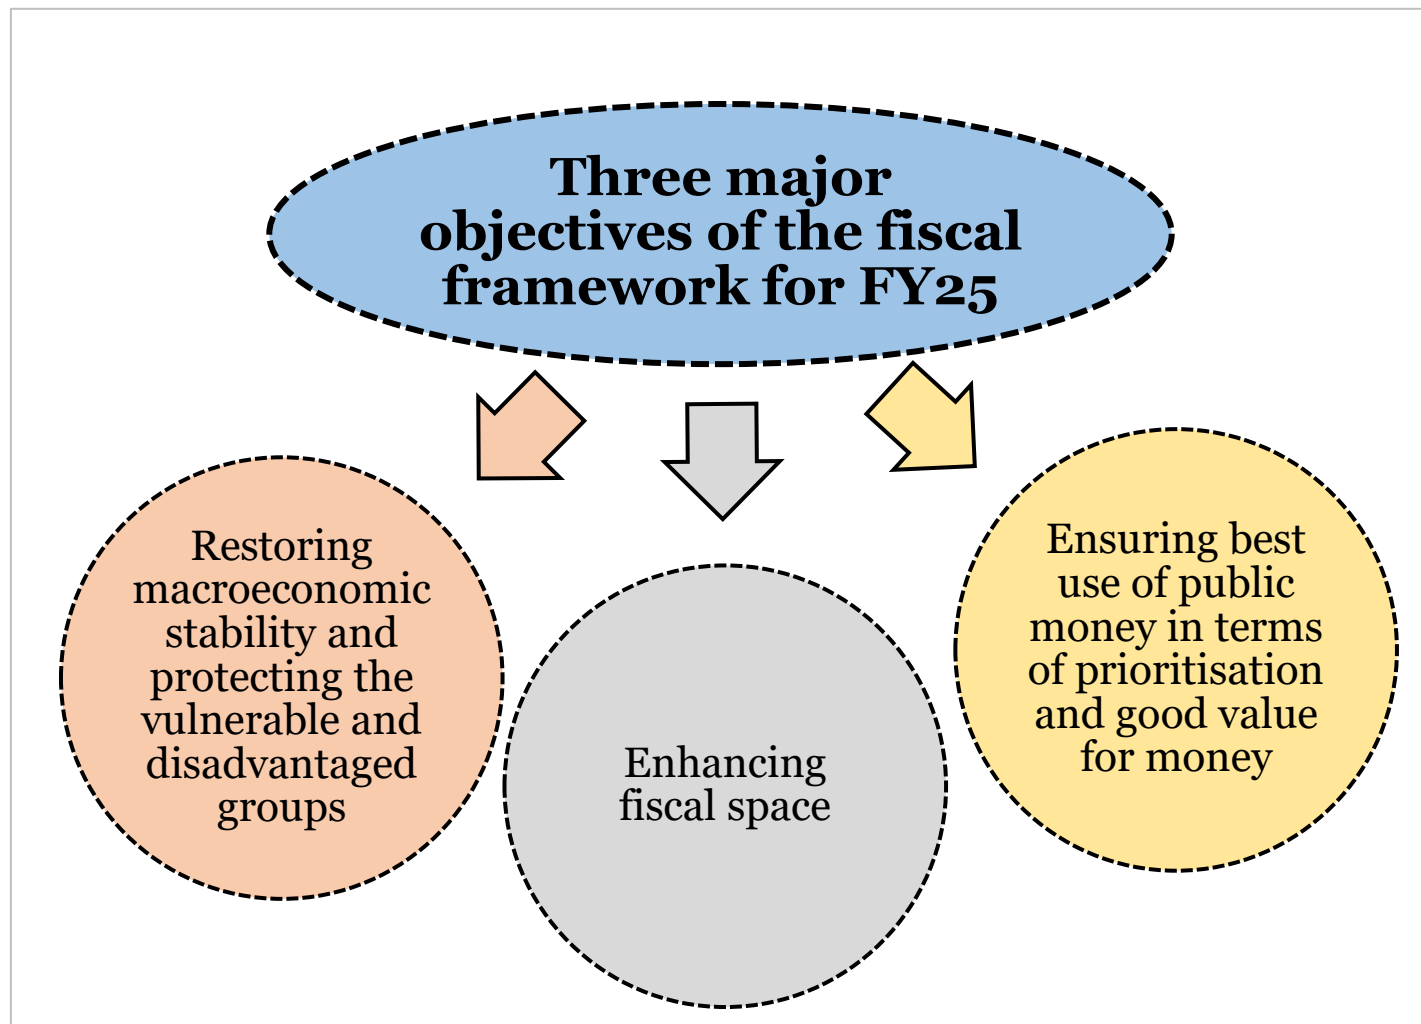 Three major
objectives of the fiscal
framework for FY25
Restoring
macroeconomic
stability and
protecting the
vulnerable and
disadvantaged
groups
Enhancing
fiscal space
Ensuring best
use of public
money in terms
of prioritisation
and good value
for money